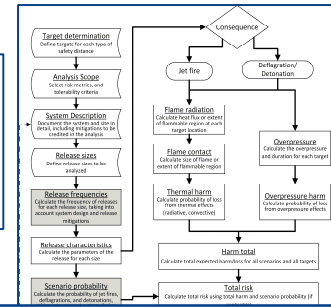 Target determination
Define targets for each type of
safety distance
Analysis Scope
Select risk metrics, and
tolerability criteria
System Description
Document the system and site in
detail, including mitigations to be
credited in the analysis
Release sizes
Define release sizes to be
analyzed
Release frequencies
Calculate the frequency of releases
for each release size, taking into
account system design and release
mitigations
Release characteristics
Calculate the parameters of the
release for each size
Scenario probability
Calculate the probability of jet fires,
deflagrations, and detonations,
Consequence
Jet fire
Deflagration/
Detonation
Flame radiation
Calculate heat flux or extent
of flammable region at each
target location
Flame contact
Calculate size of flame or
extent of flammable region
Thermal harm
Calculate probability of loss
from thermal effects
(radiative, convective)
Overpressure
Calculate the overpressure
and duration for each target
Overpressure harm
Calculate probability of loss
from overpressure effects
Harm total
Calculate total expected harm/loss for all scenarios and all targets
Total risk
Calculate total risk using total harm and scenario probability